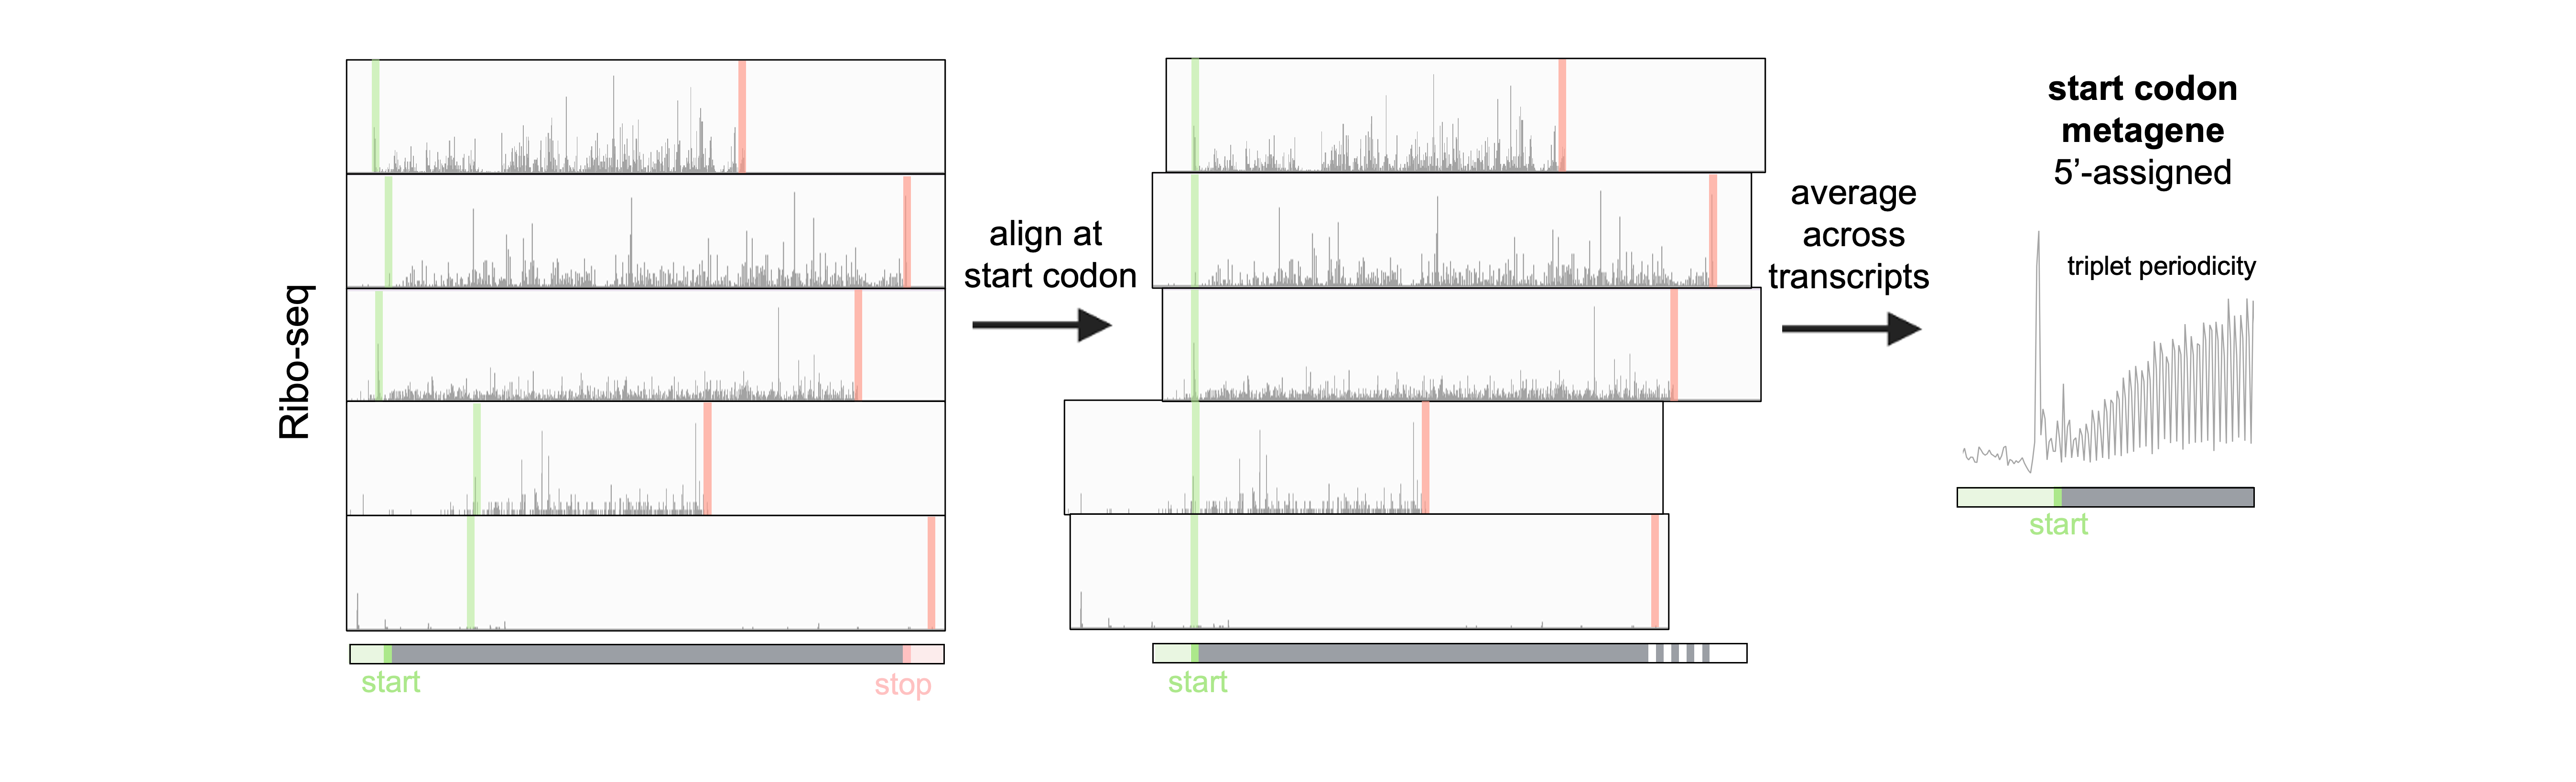 Ribo-seq
start
stop
align at
start codon
start
average
across
transcripts
start codon
metagene
5’-assigned
triplet periodicity
start